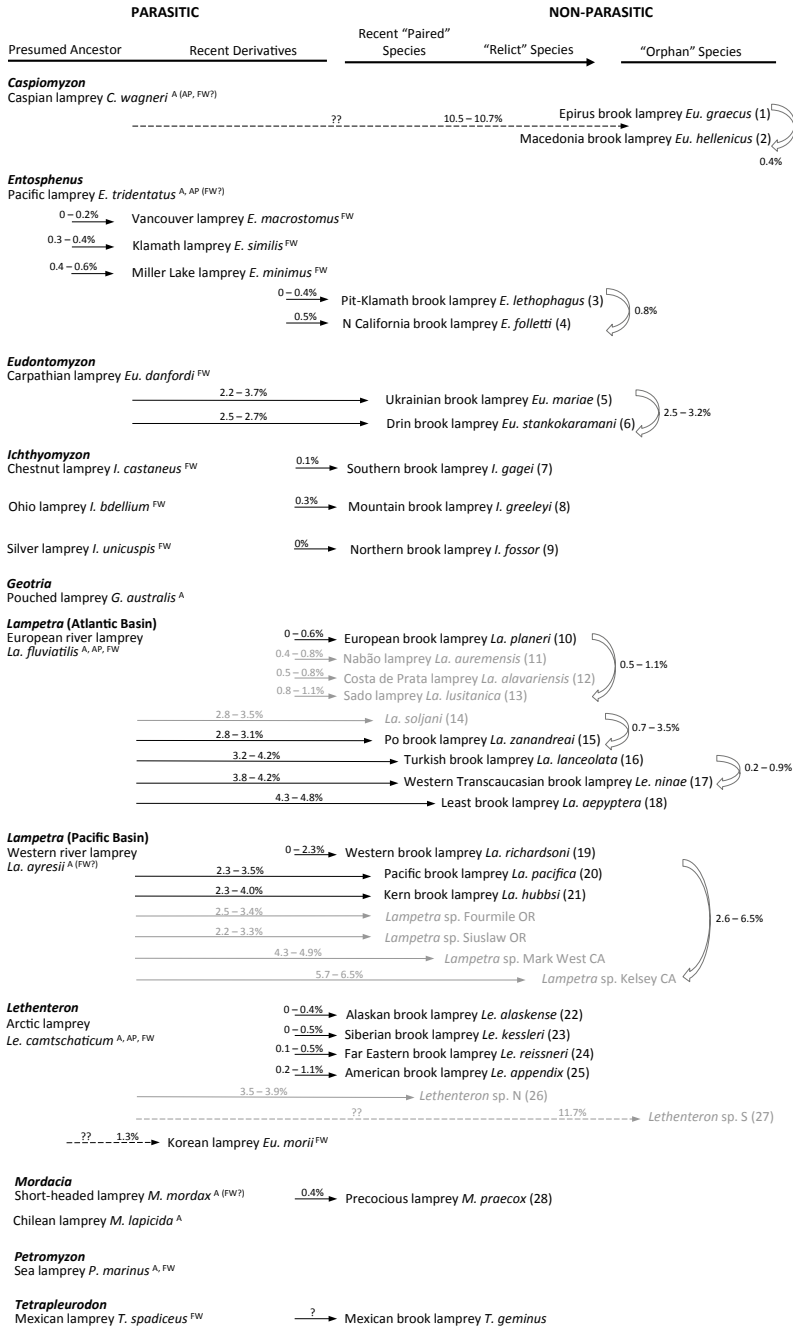 PARASITIC NON-PARASITIC
Presumed Ancestor Recent Derivatives Recent “Paired” Species “Relict” Species “Orphan” Species
Caspiomyzon
Caspian lamprey C. wagneri A (AP, FW?)
?? 10.5 – 10.7% Epirus brook lamprey Eu. graecus (1)
Macedonia brook lamprey Eu. hellenicus (2)
0.4%
Entosphenus
Pacific lamprey E. tridentatus A, AP (FW?)
0 – 0.2% Vancouver lamprey E. macrostomus FW
0.3 – 0.4% Klamath lamprey E. similis FW
0.4 – 0.6% Miller Lake lamprey E. minimus FW
0 – 0.4% Pit-Klamath brook lamprey E. lethophagus (3)
0.8%
0.5% N California brook lamprey E. folletti (4)
Eudontomyzon
Carpathian lamprey Eu. danfordi FW
2.2 – 3.7% Ukrainian brook lamprey Eu. mariae (5)
2.5 – 3.2%
2.5 – 2.7% Drin brook lamprey Eu. stankokaramani (6)
Ichthyomyzon
Chestnut lamprey I. castaneus FW 0.1% Southern brook lamprey I. gagei (7)
Ohio lamprey I. bdellium FW 0.3% Mountain brook lamprey I. greeleyi (8)
Silver lamprey I. unicuspis FW 0% Northern brook lamprey I. fossor (9)
Geotria
Pouched lamprey G. australis A
Lampetra (Atlantic Basin)
European river lamprey
La. fluviatilis A, AP, FW
0 – 0.6% European brook lamprey La. planeri (10)
0.4 – 0.8% Nabão lamprey La. auremensis (11)
0.5 – 1.1%
0.5 – 0.8% Costa de Prata lamprey La. alavariensis (12)
0.8 – 1.1% Sado lamprey La. lusitanica (13)
2.8 – 3.5% La. soljani (14)
0.7 – 3.5%
2.8 – 3.1% Po brook lamprey La. zanandreai (15)
3.2 – 4.2% Turkish brook lamprey La. lanceolata (16)
0.2 – 0.9%
3.8 – 4.2% Western Transcaucasian brook lamprey Le. ninae (17)
4.3 – 4.8% Least brook lamprey La. aepyptera (18)
Lampetra (Pacific Basin)
Western river lamprey
La. ayresii A (FW?)
0 – 2.3% Western brook lamprey La. richardsoni (19)
2.3 – 3.5% Pacific brook lamprey La. pacifica (20)
2.3 – 4.0% Kern brook lamprey La. hubbsi (21)
2.5 – 3.4% Lampetra sp. Fourmile OR
2.6 – 6.5%
2.2 – 3.3% Lampetra sp. Siuslaw OR
4.3 – 4.9% Lampetra sp. Mark West CA
5.7 – 6.5% Lampetra sp. Kelsey CA
Lethenteron
Arctic lamprey
Le. camtschaticum A, AP, FW
0 – 0.4% Alaskan brook lamprey Le. alaskense (22)
0 – 0.5% Siberian brook lamprey Le. kessleri (23)
0.1 – 0.5% Far Eastern brook lamprey Le. reissneri (24)
0.2 – 1.1% American brook lamprey Le. appendix (25)
3.5 – 3.9% Lethenteron sp. N (26)
?? 11.7% Lethenteron sp. S (27)
?? 1.3% Korean lamprey Eu. morii FW
Mordacia
Short-headed lamprey M. mordax A (FW?) 0.4% Precocious lamprey M. praecox (28)
Chilean lamprey M. lapicida A
Petromyzon
Sea lamprey P. marinus A, FW
Tetrapleurodon
Mexican lamprey T. spadiceus FW ? Mexican brook lamprey T. geminus